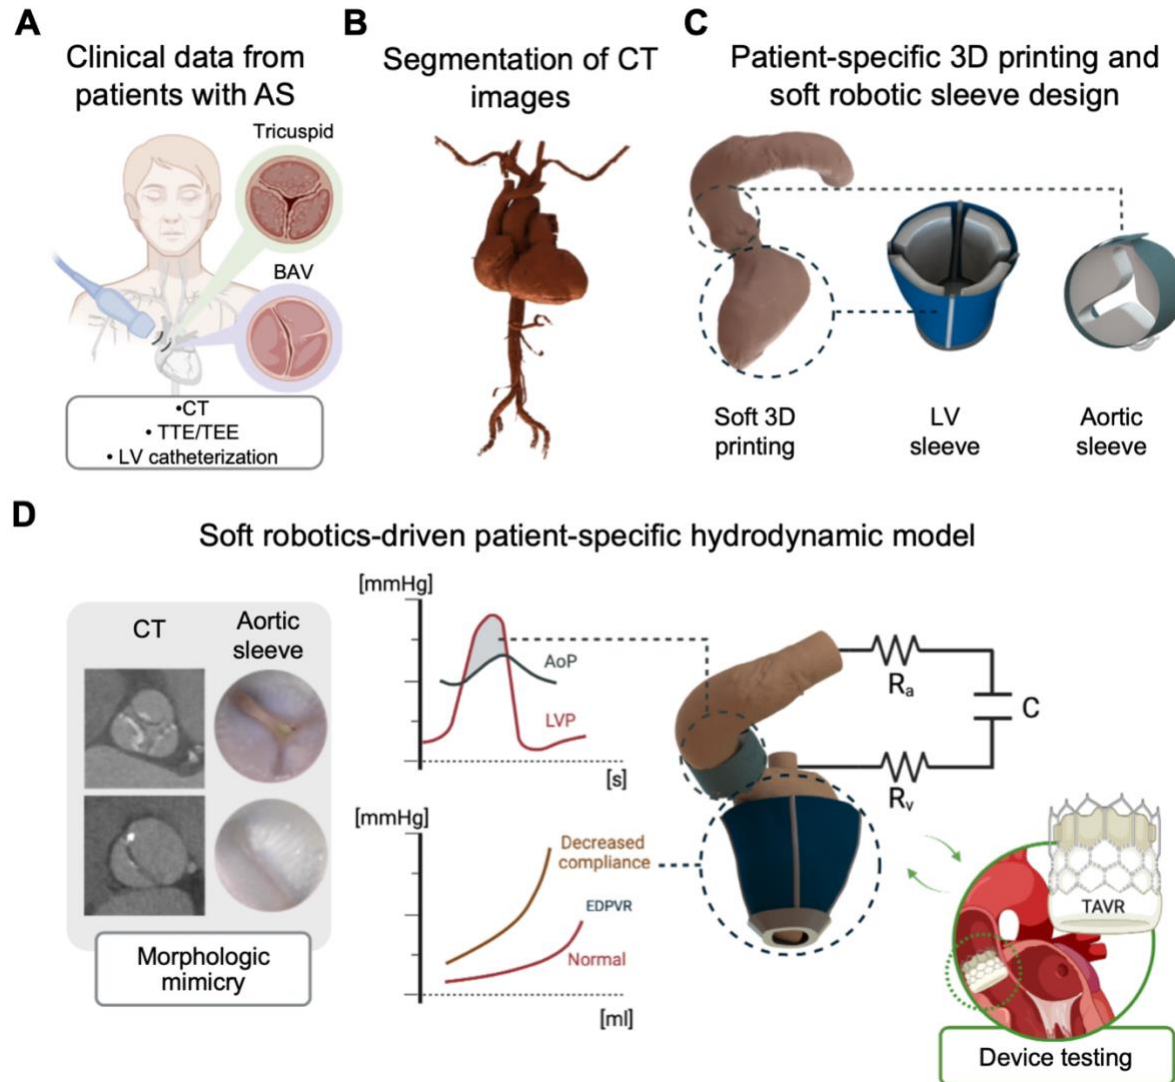 A
Clinical data from
patients with AS
Tricuspid
BAV
•CT
• TTE/TEE
• LV catheterization
B
Segmentation of CT
images
C
Patient-specific 3D printing and
soft robotic sleeve design
Soft 3D
printing
LV
sleeve
Aortic
sleeve
D
Soft robotics-driven patient-specific hydrodynamic model
CT
Aortic
sleeve
Morphologic
mimicry
[mmHg]
AoP
LVP
[s]
[mmHg]
Decreased
compliance
EDPVR
Normal
[ml]
Ra
C
Rv
TAVR
Device testing